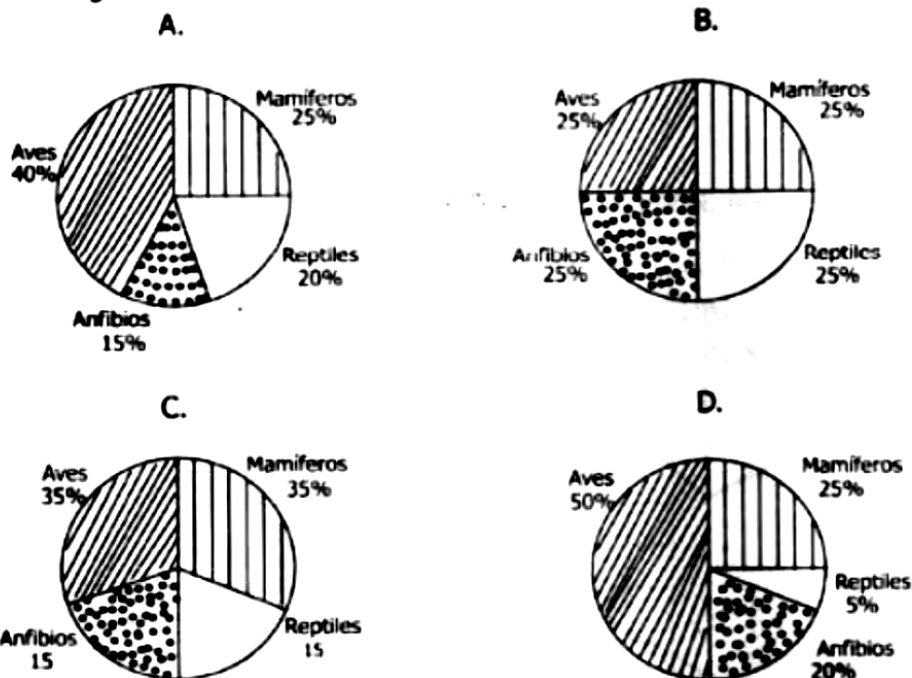 A.
Mamíferos
25%
Aves
40%
Reptiles
20%
Anfibios
15%
B.
Aves
25%
Mamíferos
25%
Anfibios
25%
Reptiles
25%
C.
Aves
35%
Mamíferos
35%
Anfibios
15
Reptiles
15
D.
Aves
50%
Mamíferos
25%
Reptiles
5%
Anfibios
20%